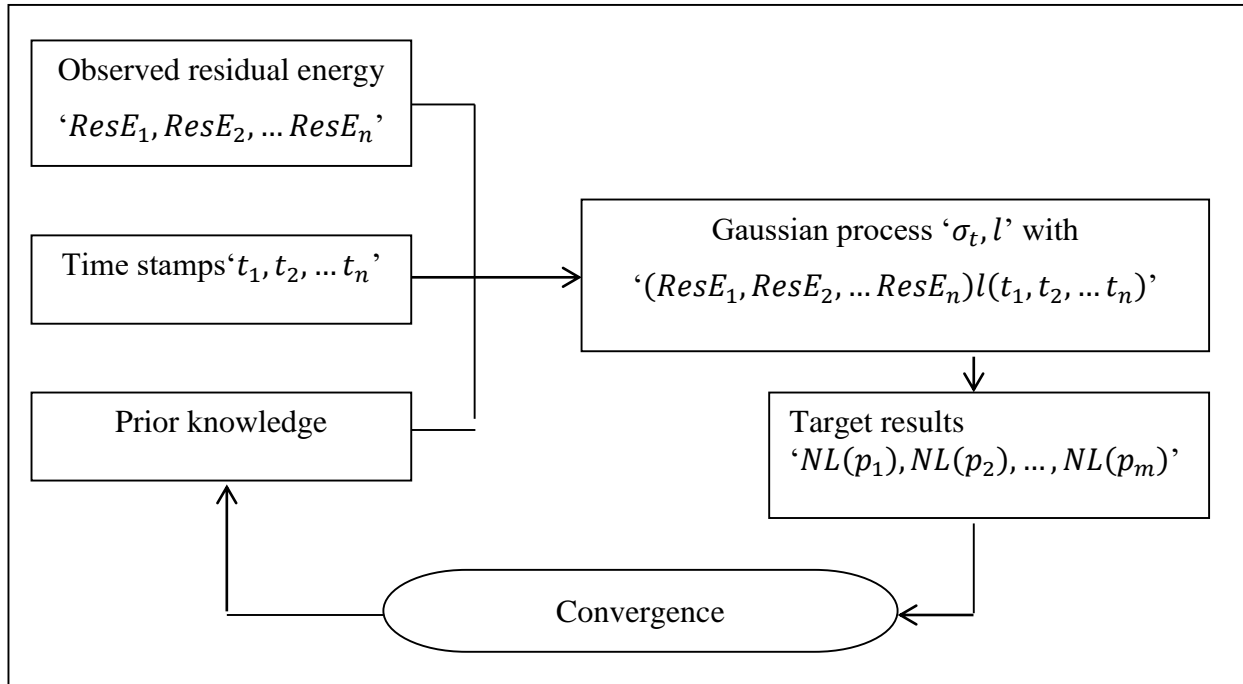 Observed residual energy
‘ResE₁, ResE₂, … ResEₙ’
Time stamps‘t₁, t₂, … tₙ’
Prior knowledge
Gaussian process ‘σₜ, l’ with
‘(ResE₁, ResE₂, … ResEₙ)l(t₁, t₂, … tₙ)’
Target results
‘NL(p₁), NL(p₂), … , NL(pₘ)’
Convergence